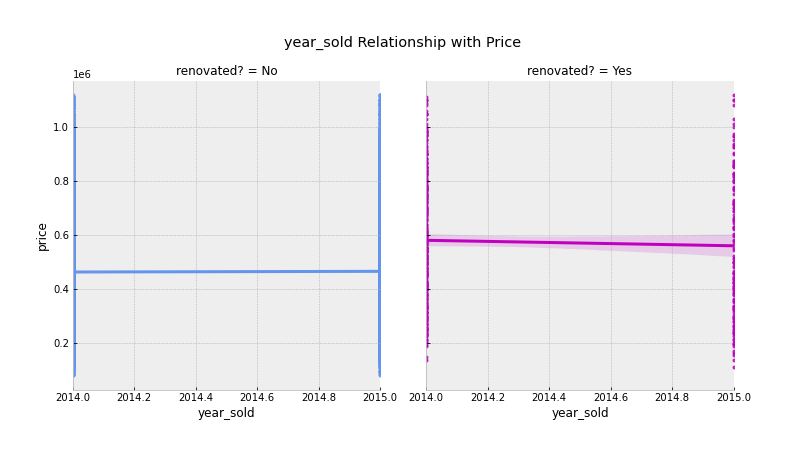 year_sold Relationship with Price
renovated? = No
renovated? = Yes
1e6
1.0
0.8
0.6
0.4
0.2
price
2014.0 2014.2 2014.4 2014.6 2014.8 2015.0
2014.0 2014.2 2014.4 2014.6 2014.8 2015.0
year_sold
year_sold